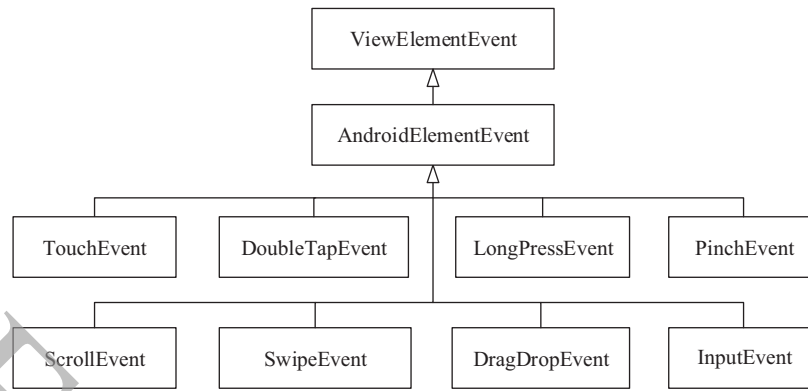 ViewElementEvent
AndroidElementEvent
TouchEvent
DoubleTapEvent
LongPressEvent
PinchEvent
ScrollEvent
SwipeEvent
DragDropEvent
InputEvent